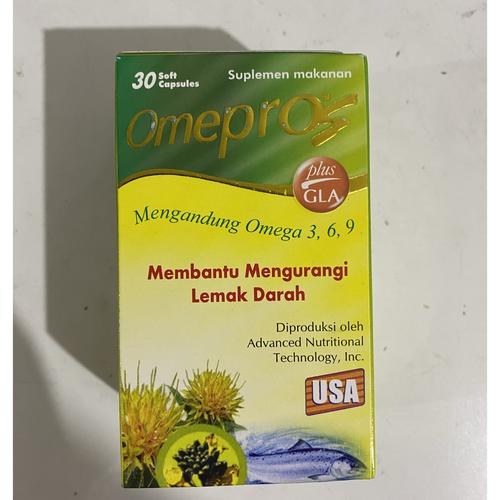 30 Soft Capsules
Suplemen makanan
Omepros
plus
GLA
Mengandung Omega 3, 6, 9
Membantu Mengurangi
Lemak Darah
Diproduksi oleh
Advanced Nutritional
Technology, Inc.
USA